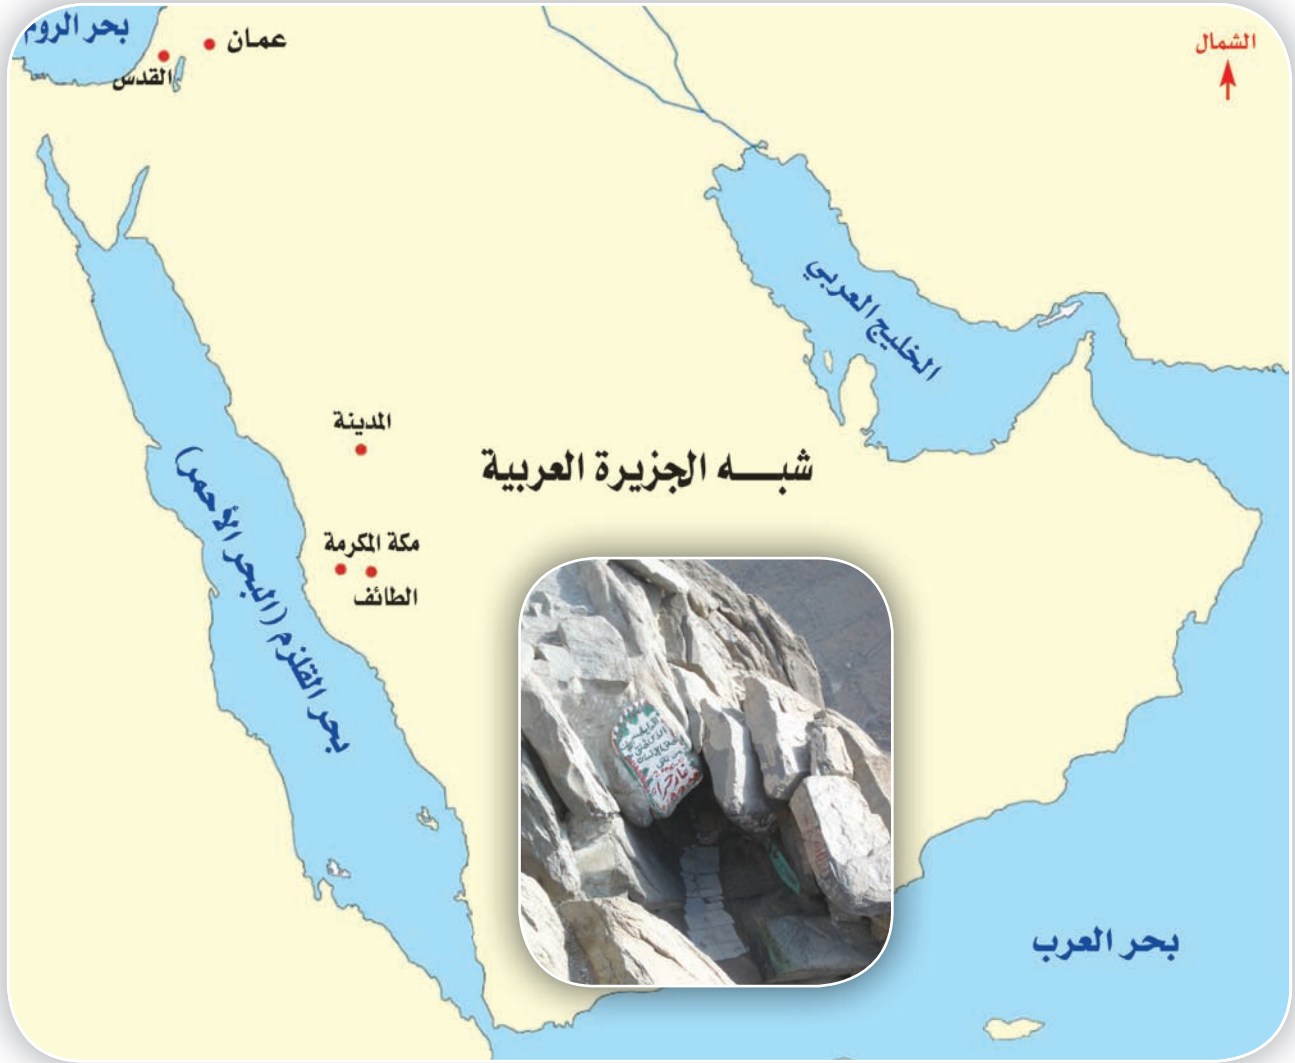 بحر الروم
عمان
القدس
الشمال
الخليج العربي
المدينة
شبـــه الجزيرة العربية
مكة المكرمة
الطائف
بحر القلزم (البحر الأحمر)
غار حراء
بحر العرب